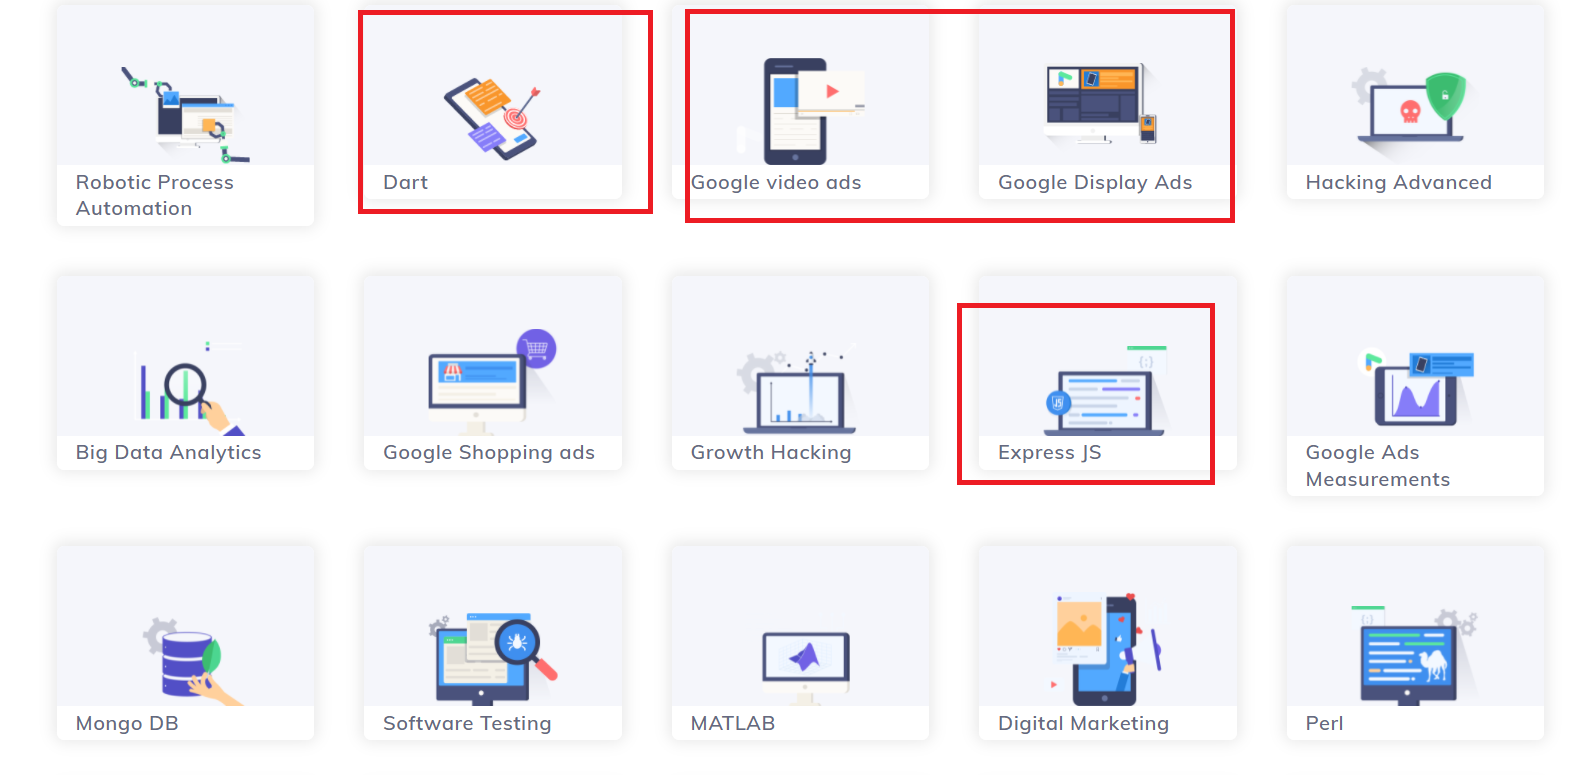 Robotic Process
Automation
Dart
Google video ads
Google Display Ads
Hacking Advanced
Big Data Analytics
Google Shopping ads
Growth Hacking
{;}
JS
Express JS
Google Ads
Measurements
Mongo DB
Software Testing
MATLAB
Digital Marketing
{;}
Perl